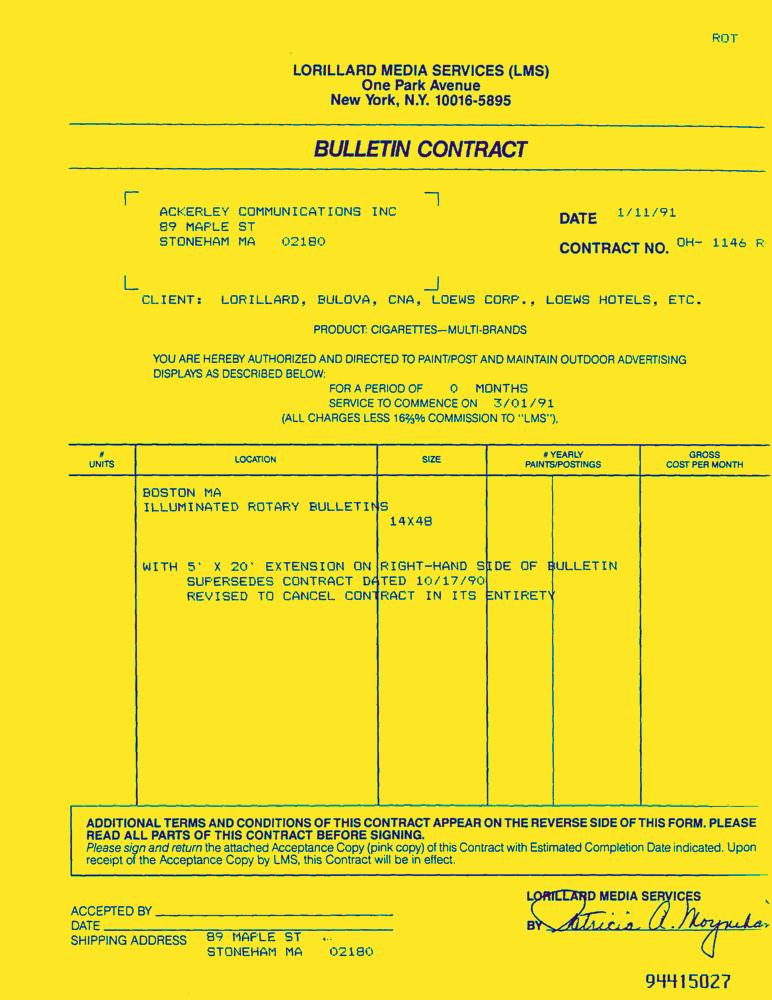 ROT
LORILLARD MEDIA SERVICES (LMS)
One Park Avenue
New York, N.Y. 10016-5895
BULLETIN CONTRACT
ACKERLEY COMMUNICATIONS INC
89 MAPLE ST
STONEHAM MA 02180
DATE 1/11/91
CONTRACT NO. OH- 1146 R
CLIENT: LORILLARD, BULOVA, CNA, LOEWS CORP., LOEWS HOTELS, ETC.
PRODUCT: CIGARETTES—MULTI-BRANDS
YOU ARE HEREBY AUTHORIZED AND DIRECTED TO PAINT/POST AND MAINTAIN OUTDOOR ADVERTISING
DISPLAYS AS DESCRIBED BELOW:
FOR A PERIOD OF 0 MONTHS
SERVICE TO COMMENCE ON 3/01/91
(ALL CHARGES LESS 16⅔% COMMISSION TO "LMS"),
# UNITS LOCATION SIZE # YEARLY PAINTS/POSTINGS GROSS COST PER MONTH
BOSTON MA
ILLUMINATED ROTARY BULLETINS
14X48
WITH 5' X 20' EXTENSION ON RIGHT-HAND SIDE OF BULLETIN
SUPERSEDES CONTRACT DATED 10/17/90
REVISED TO CANCEL CONTRACT IN ITS ENTIRETY
ADDITIONAL TERMS AND CONDITIONS OF THIS CONTRACT APPEAR ON THE REVERSE SIDE OF THIS FORM. PLEASE
READ ALL PARTS OF THIS CONTRACT BEFORE SIGNING.
Please sign and return the attached Acceptance Copy (pink copy) of this Contract with Estimated Completion Date indicated. Upon
receipt of the Acceptance Copy by LMS, this Contract will be in effect.
LORILLARD MEDIA SERVICES
BY Patricia A. Moynihan
ACCEPTED BY
DATE
SHIPPING ADDRESS 89 MAPLE ST
STONEHAM MA 02180
94415027